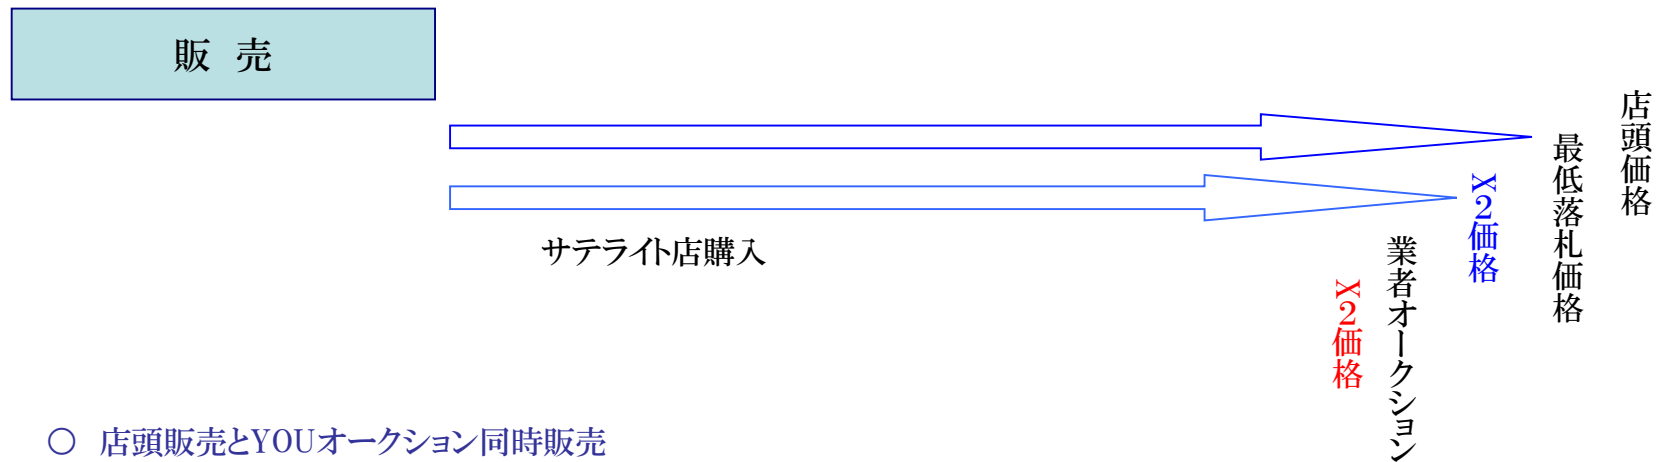 販 売
店頭価格
最低落札価格
X2価格
業者オークション
X2価格
サテライト店購入
○ 店頭販売とYOUオークション同時販売